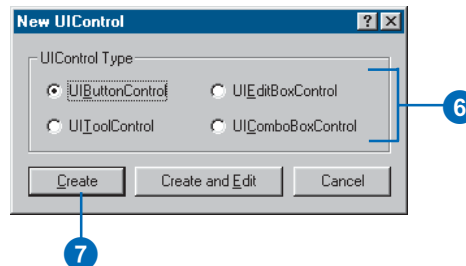 New UIControl
UIControl Type
UIButtonControl UIEditBoxControl
6
UIToolControl UIComboBoxControl
Create Create and Edit Cancel
7